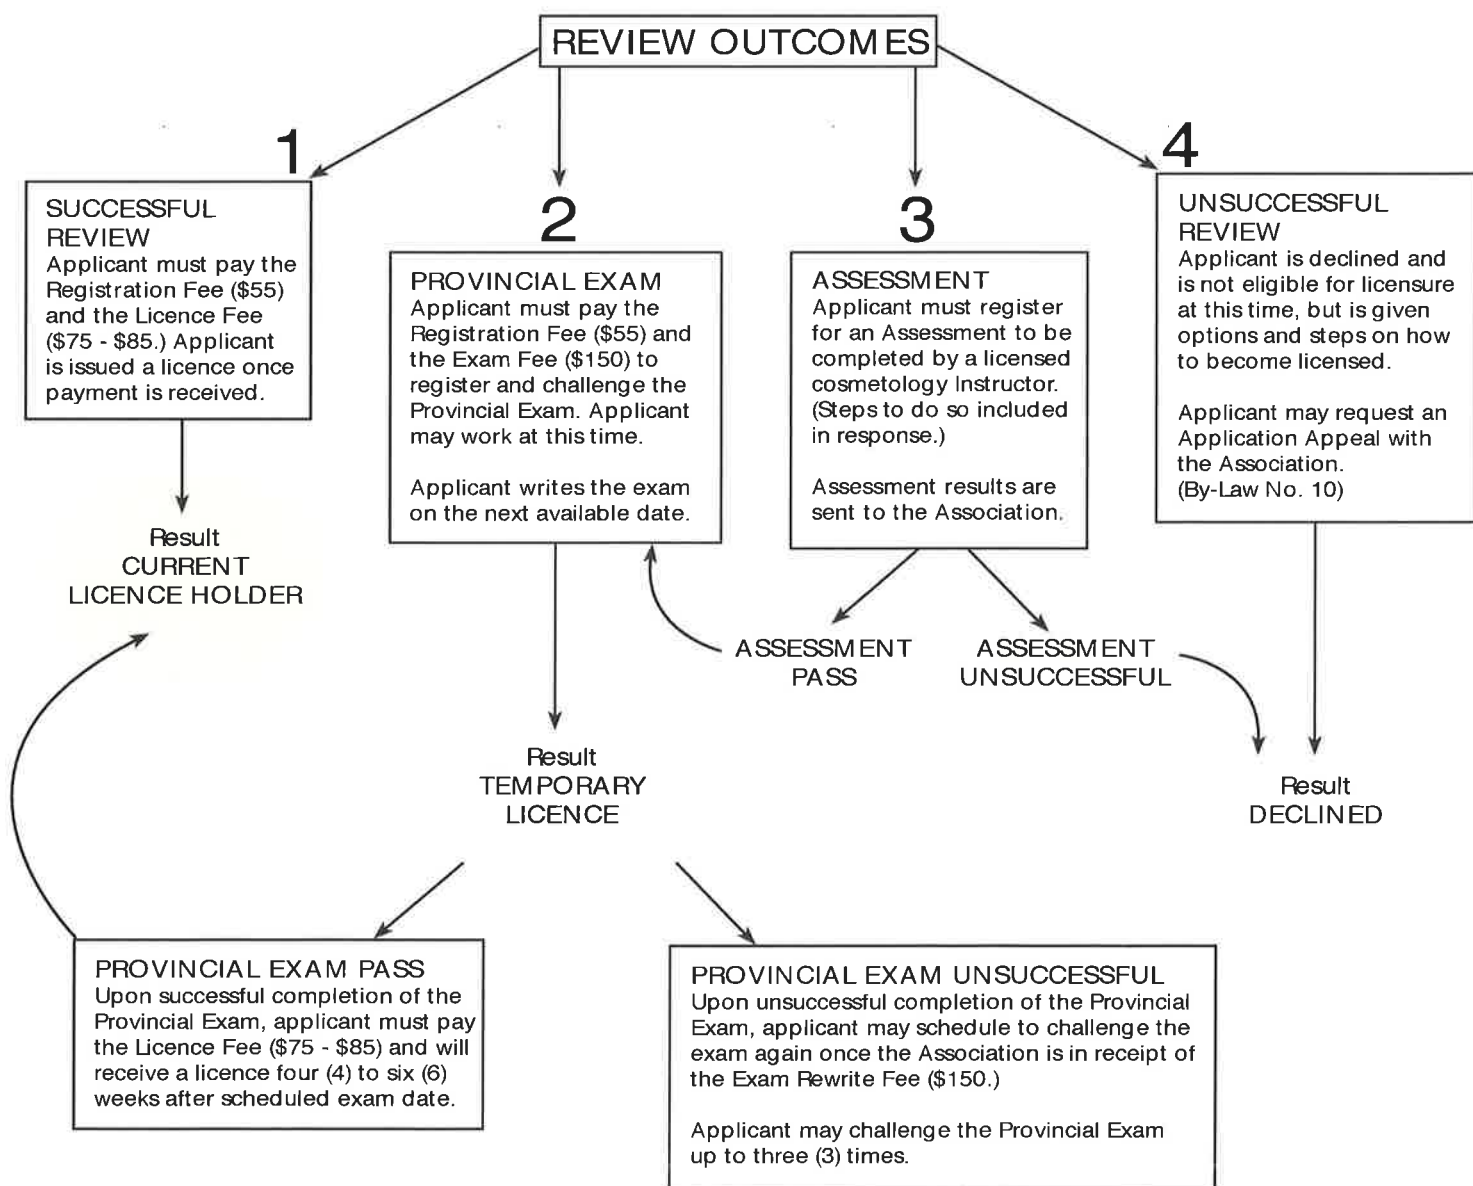 REVIEW OUTCOMES
1
SUCCESSFUL
REVIEW
Applicant must pay the
Registration Fee ($55)
and the Licence Fee
($75 - $85.) Applicant
is issued a licence once
payment is received.
Result
CURRENT
LICENCE HOLDER
2
PROVINCIAL EXAM
Applicant must pay the
Registration Fee ($55) and
the Exam Fee ($150) to
register and challenge the
Provincial Exam. Applicant
may work at this time.
Applicant writes the exam
on the next available date.
3
ASSESSMENT
Applicant must register
for an Assessment to be
completed by a licensed
cosmetology Instructor.
(Steps to do so included
in response.)
Assessment results are
sent to the Association.
4
UNSUCCESSFUL
REVIEW
Applicant is declined and
is not eligible for licensure
at this time, but is given
options and steps on how
to become licensed.
Applicant may request an
Application Appeal with
the Association.
(By-Law No. 10)
ASSESSMENT
PASS
ASSESSMENT
UNSUCCESSFUL
Result
TEMPORARY
LICENCE
Result
DECLINED
PROVINCIAL EXAM PASS
Upon successful completion of the
Provincial Exam, applicant must pay
the Licence Fee ($75 - $85) and will
receive a licence four (4) to six (6)
weeks after scheduled exam date.
PROVINCIAL EXAM UNSUCCESSFUL
Upon unsuccessful completion of the Provincial
Exam, applicant may schedule to challenge the
exam again once the Association is in receipt of
the Exam Rewrite Fee ($150.)
Applicant may challenge the Provincial Exam
up to three (3) times.